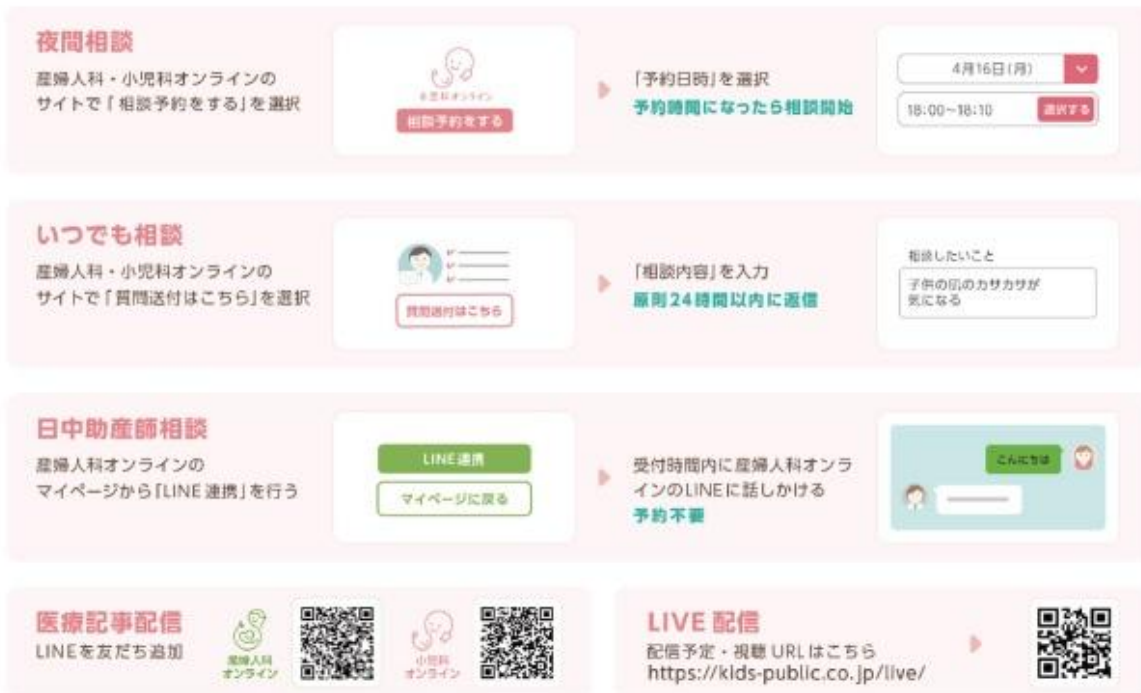 夜間相談
産婦人科・小児科オンラインの
サイトで「相談予約をする」を選択
小児科オンライン
相談予約をする
「予約日時」を選択
予約時間になったら相談開始
4月16日(月)
18:00~18:10
選択する
いつでも相談
産婦人科・小児科オンラインの
サイトで「質問送付はこちら」を選択
質問送付はこちら
「相談内容」を入力
原則24時間以内に返信
相談したいこと
子供の肌のカサカサが
気になる
日中助産師相談
産婦人科オンラインの
マイページから「LINE連携」を行う
LINE連携
マイページに戻る
受付時間内に産婦人科オンラ
インのLINEに話しかける
予約不要
こんにちは
医療記事配信
LINEを友だち追加
産婦人科
オンライン
小児科
オンライン
LIVE 配信
配信予定・視聴 URL はこちら
https://kids-public.co.jp/live/